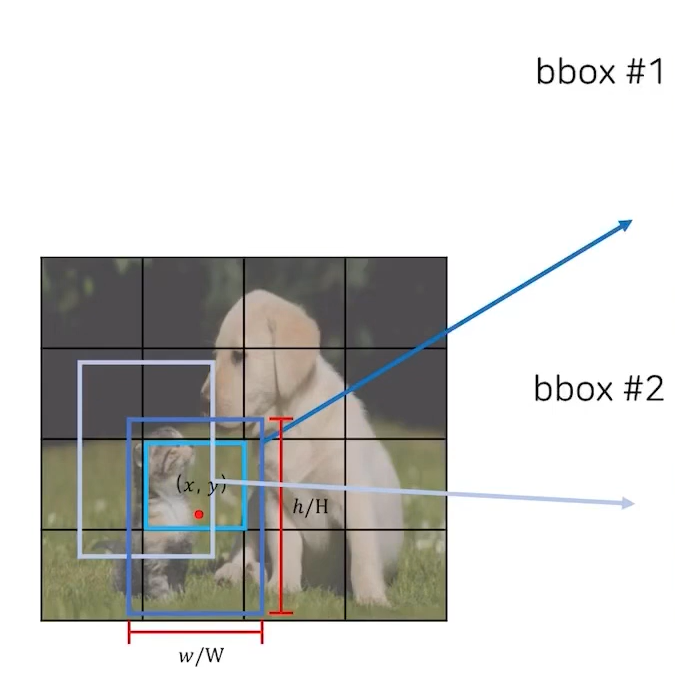 bbox #1
bbox #2
(x, y)
h/H
w/W